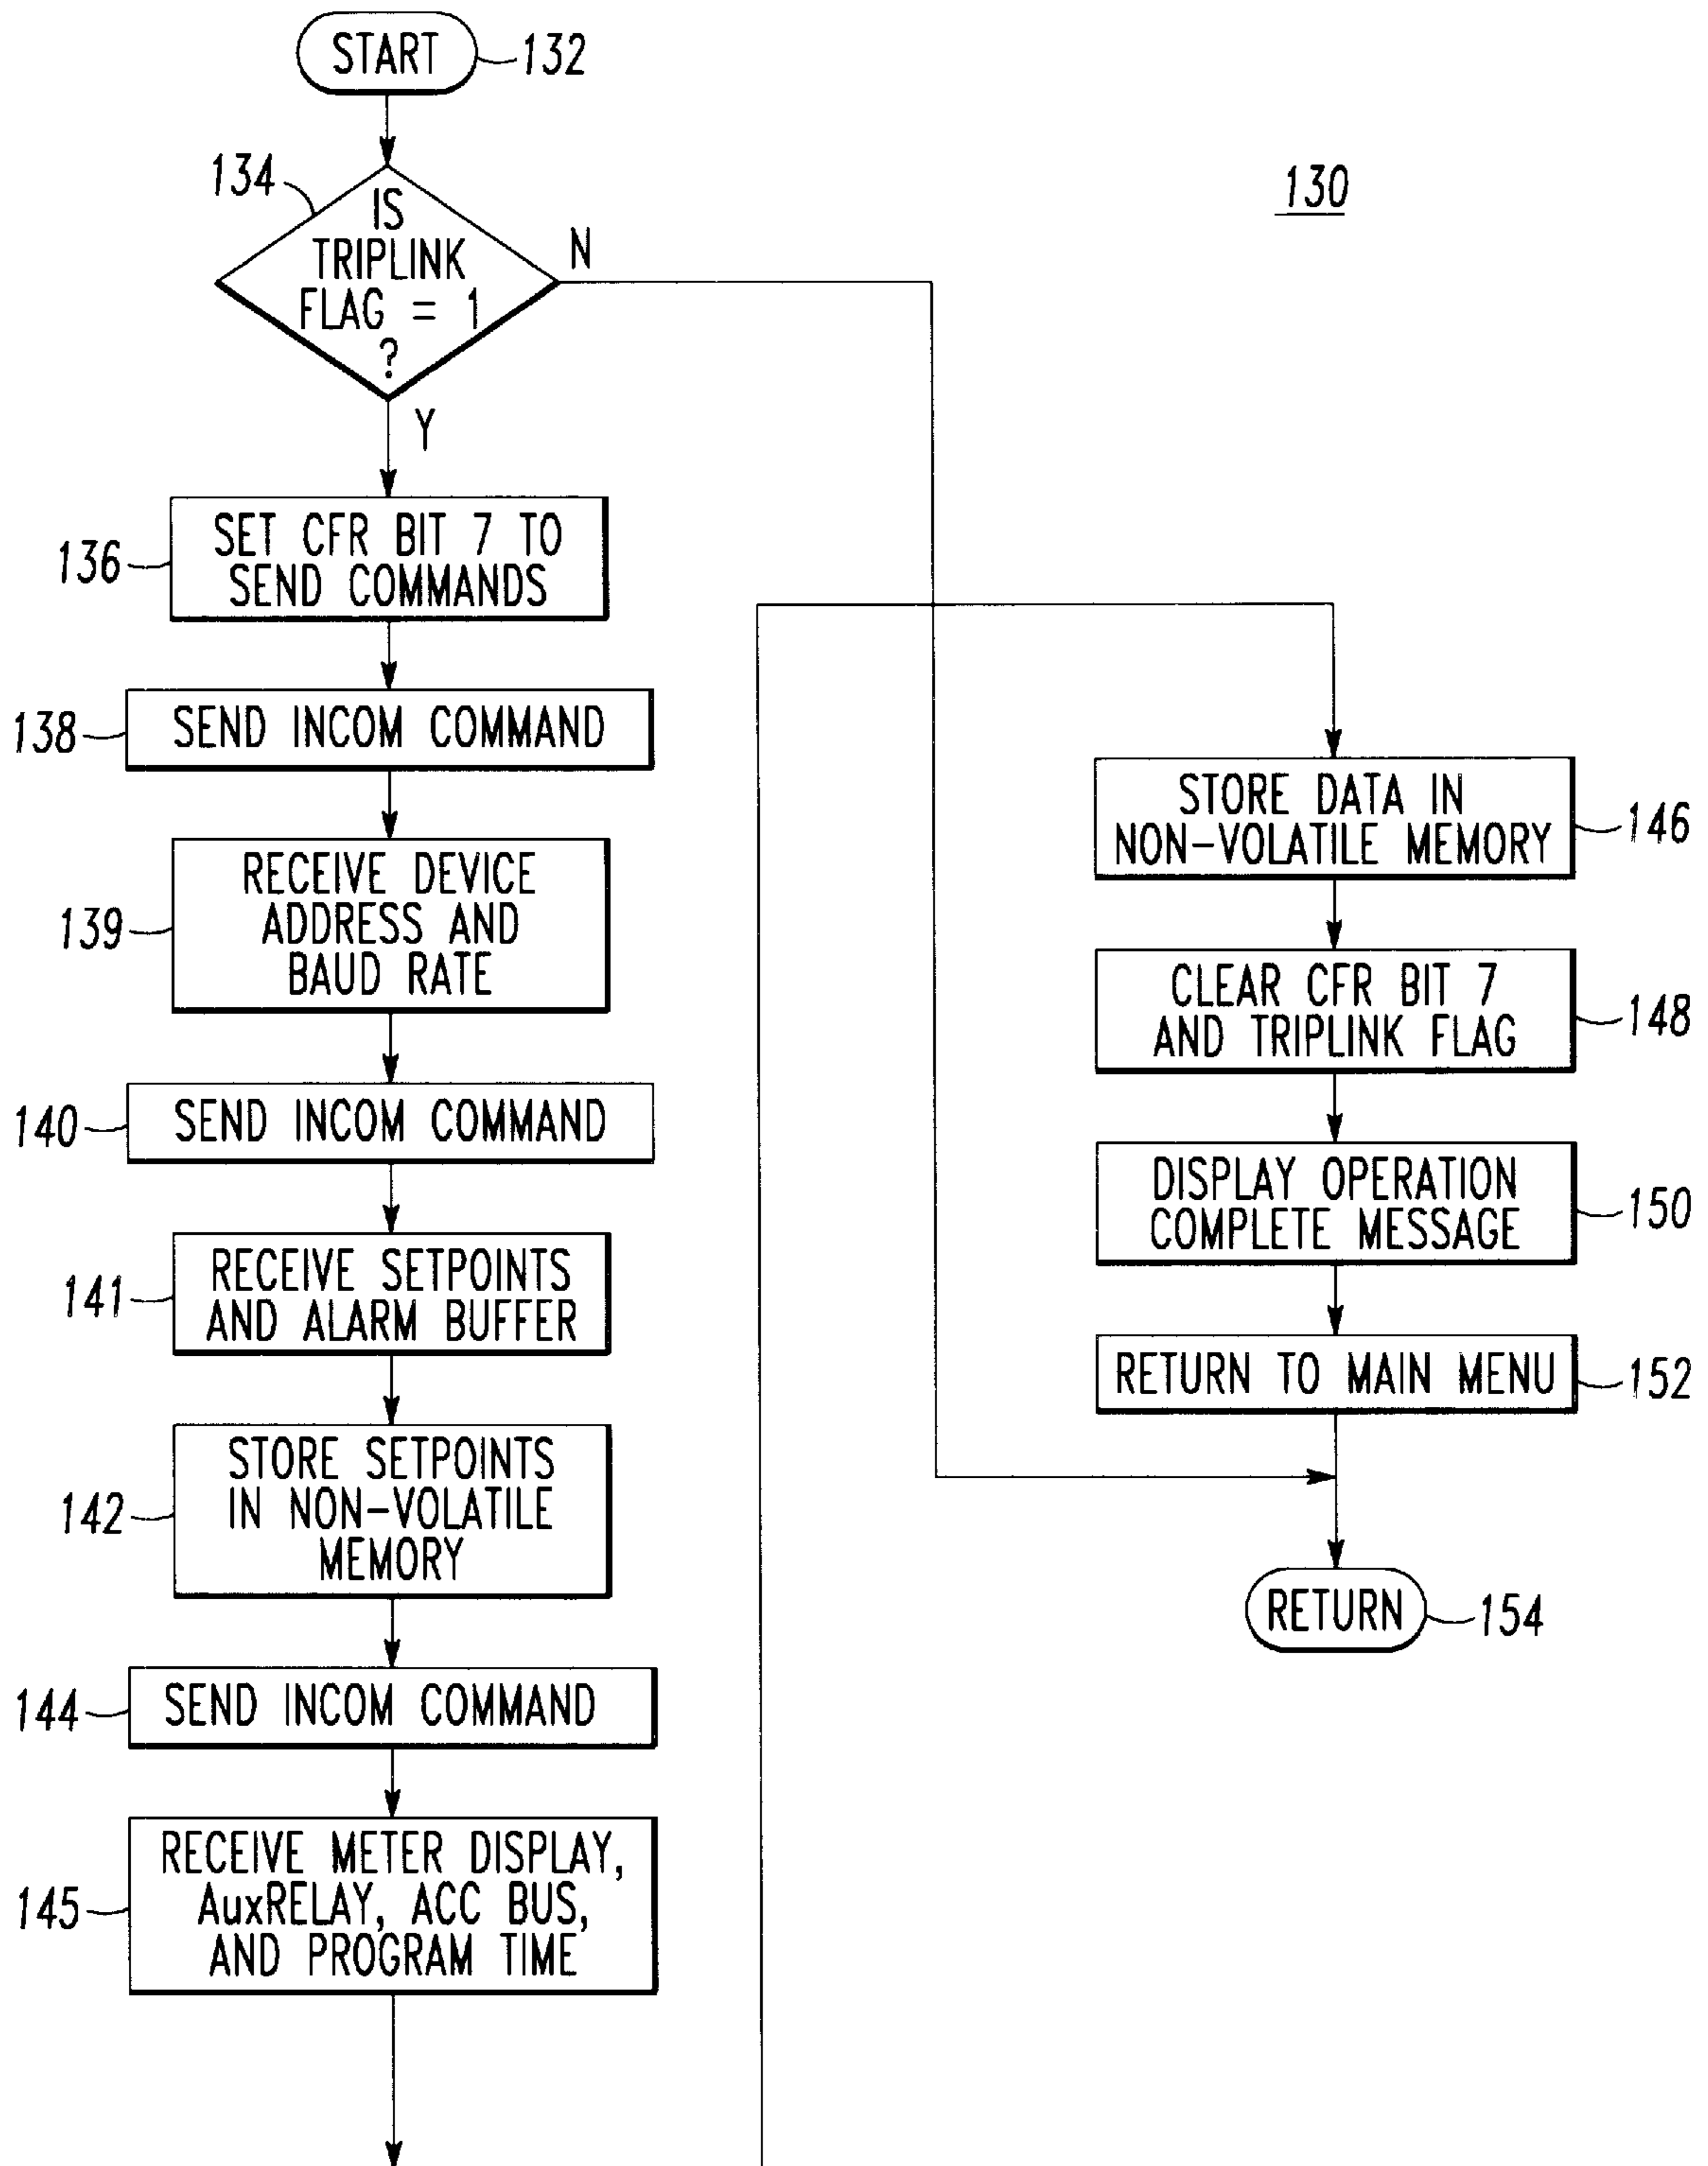 START
132
130
134
IS
TRIPLINK
FLAG = 1
?
N
Y
136
SET CFR BIT 7 TO
SEND COMMANDS
138
SEND INCOM COMMAND
139
RECEIVE DEVICE
ADDRESS AND
BAUD RATE
140
SEND INCOM COMMAND
141
RECEIVE SETPOINTS
AND ALARM BUFFER
142
STORE SETPOINTS
IN NON-VOLATILE
MEMORY
144
SEND INCOM COMMAND
145
RECEIVE METER DISPLAY,
AuxRELAY, ACC BUS,
AND PROGRAM TIME
STORE DATA IN
NON-VOLATILE MEMORY
146
CLEAR CFR BIT 7
AND TRIPLINK FLAG
148
DISPLAY OPERATION
COMPLETE MESSAGE
150
RETURN TO MAIN MENU
152
RETURN
154